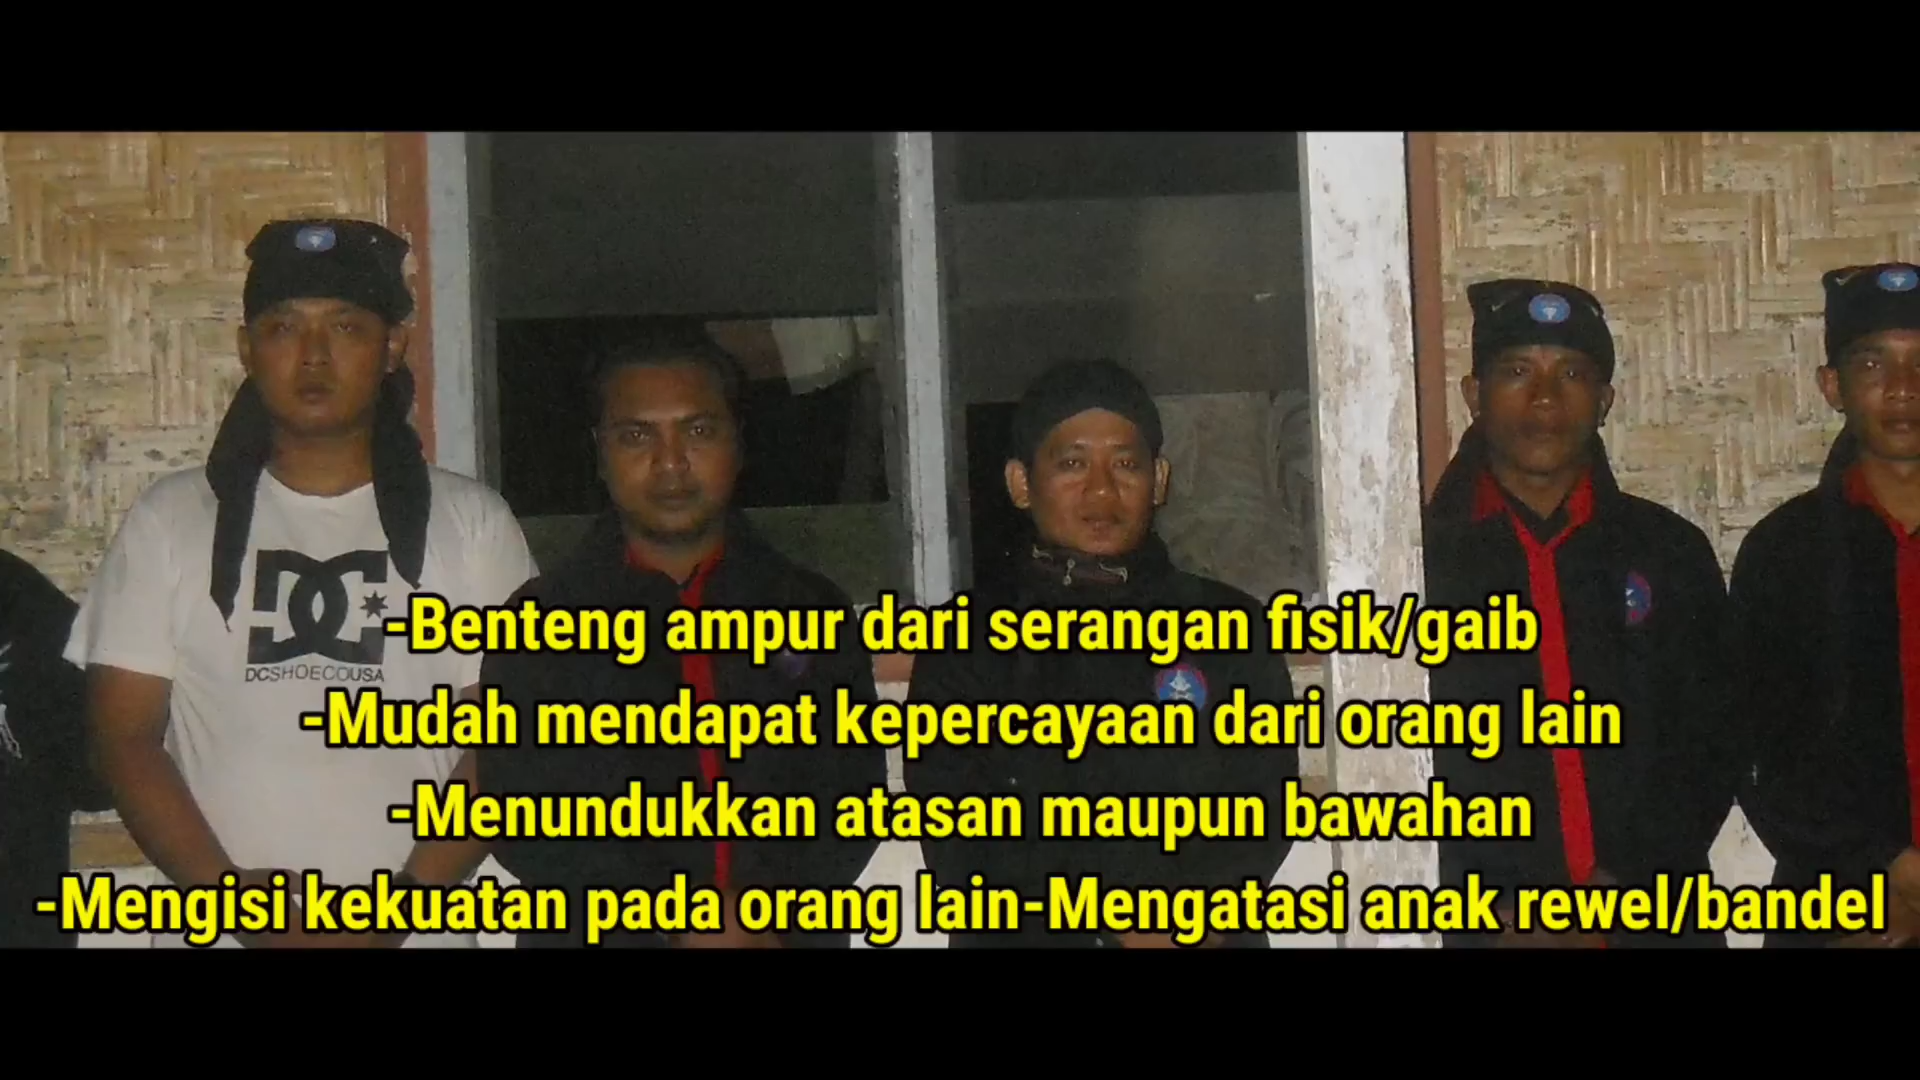 DC
DCSHOECOUSA
-Benteng ampur dari serangan fisik/gaib
-Mudah mendapat kepercayaan dari orang lain
-Menundukkan atasan maupun bawahan
-Mengisi kekuatan pada orang lain-Mengatasi anak rewel/bandel